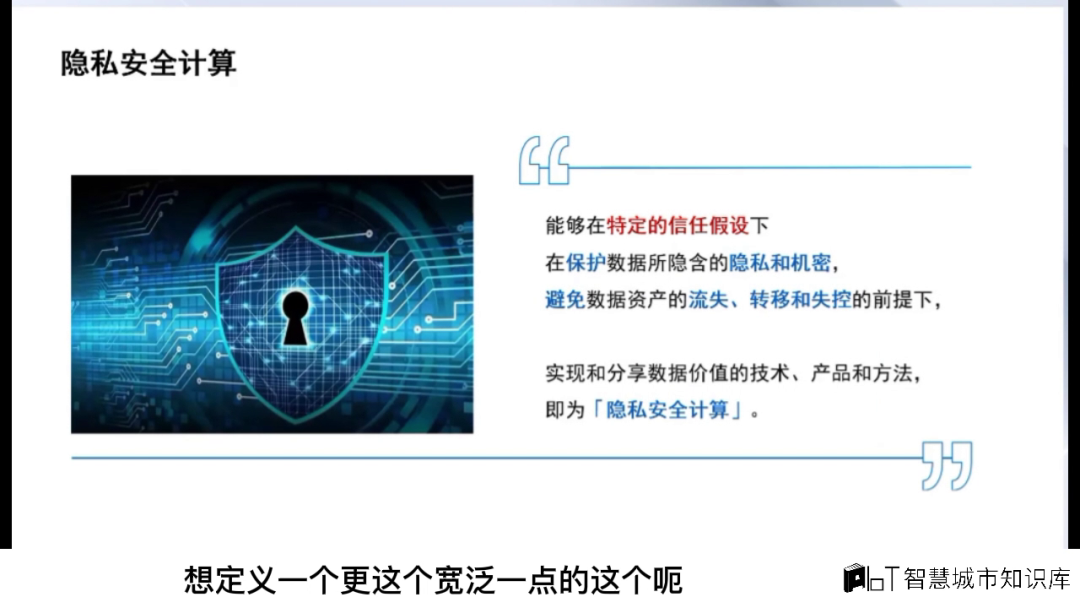 隐私安全计算
能够在特定的信任假设下
在保护数据所隐含的隐私和机密，
避免数据资产的流失、转移和失控的前提下，
实现和分享数据价值的技术、产品和方法，
即为「隐私安全计算」。
想定义一个更这个宽泛一点的这个呃
AIoT智慧城市知识库